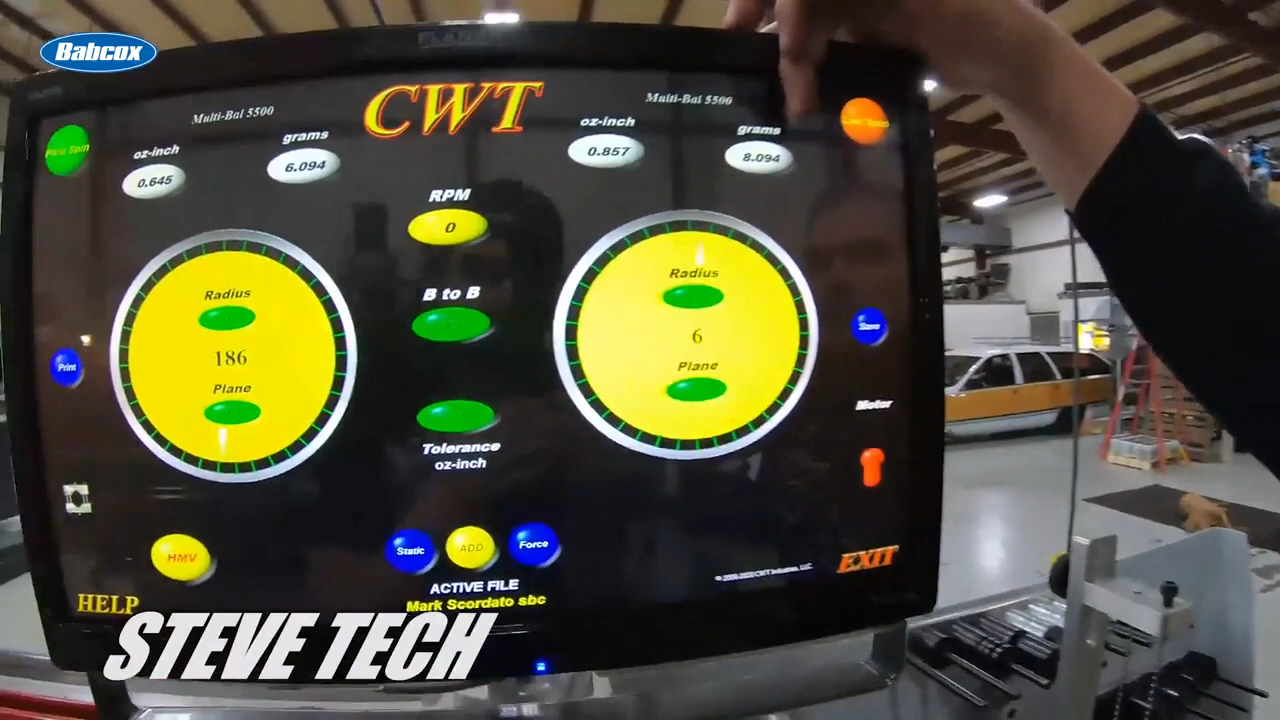 Babcox
CWT
Multi-Bal 5500
Multi-Bal 5500
oz-inch
grams
oz-inch
grams
0.645
6.094
0.857
8.094
RPM
0
B to B
Radius
186
Plane
Radius
6
Plane
Print
Save
Motor
Tolerance
oz-inch
HMV
Static
ADD
Force
EXIT
ACTIVE FILE
Mark Scordato sbc
HELP
STEVE TECH